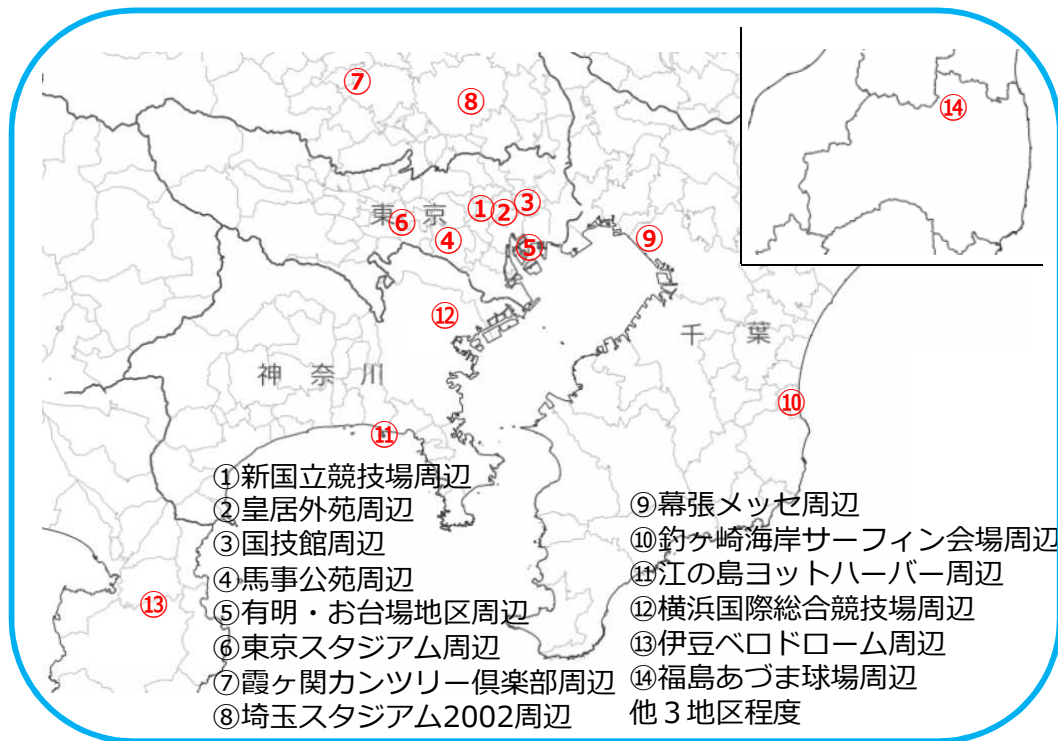 ⑦
⑧
⑭
①
②
③
東京
⑥
④
⑤
⑨
⑫
千葉
神奈川
⑩
⑪
⑬
①新国立競技場周辺
②皇居外苑周辺
③国技館周辺
④馬事公苑周辺
⑤有明・お台場地区周辺
⑥東京スタジアム周辺
⑦霞ヶ関カンツリー倶楽部周辺
⑧埼玉スタジアム2002周辺
⑨幕張メッセ周辺
⑩釣ヶ崎海岸サーフィン会場周辺
⑪江の島ヨットハーバー周辺
⑫横浜国際総合競技場周辺
⑬伊豆ベロドローム周辺
⑭福島あづま球場周辺
他３地区程度